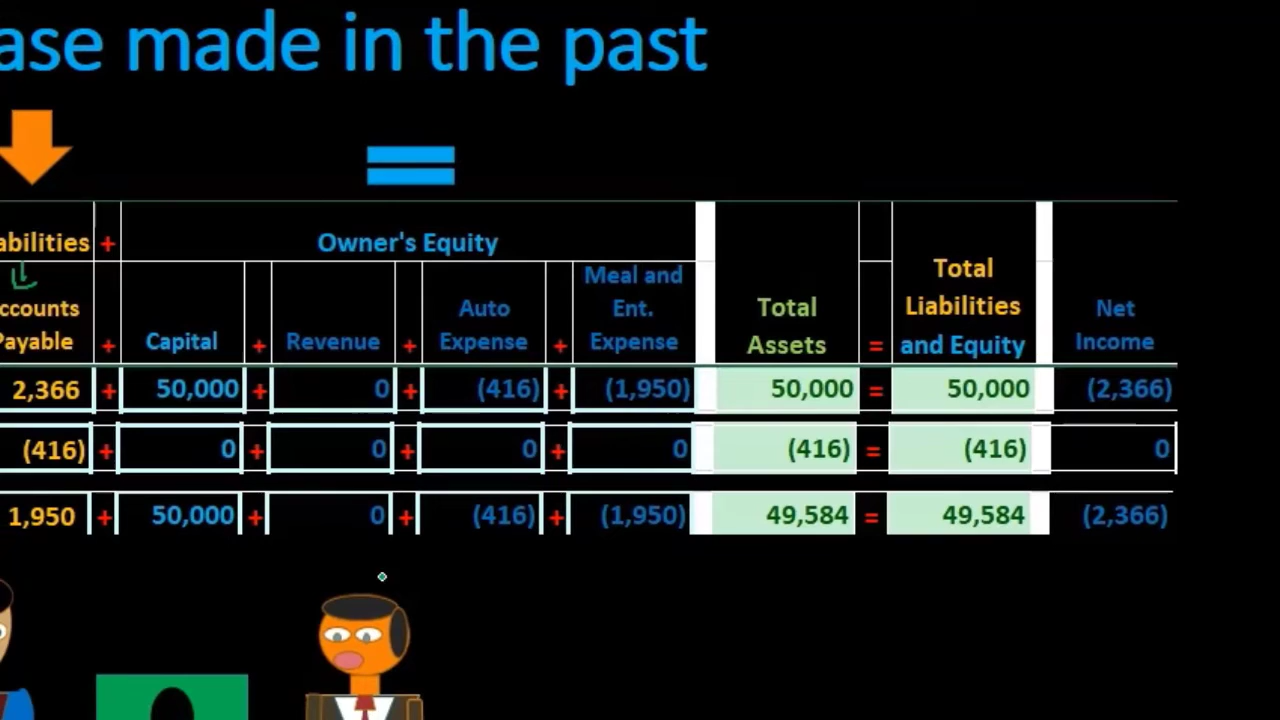 ase made in the past
abilities + Owner's Equity
ccounts Payable + Capital + Revenue + Auto Expense + Meal and Ent. Expense Total Assets = Total Liabilities and Equity Net Income
2,366 + 50,000 + 0 + (416) + (1,950) 50,000 = 50,000 (2,366)
(416) + 0 + 0 + 0 + 0 (416) = (416) 0
1,950 + 50,000 + 0 + (416) + (1,950) 49,584 = 49,584 (2,366)